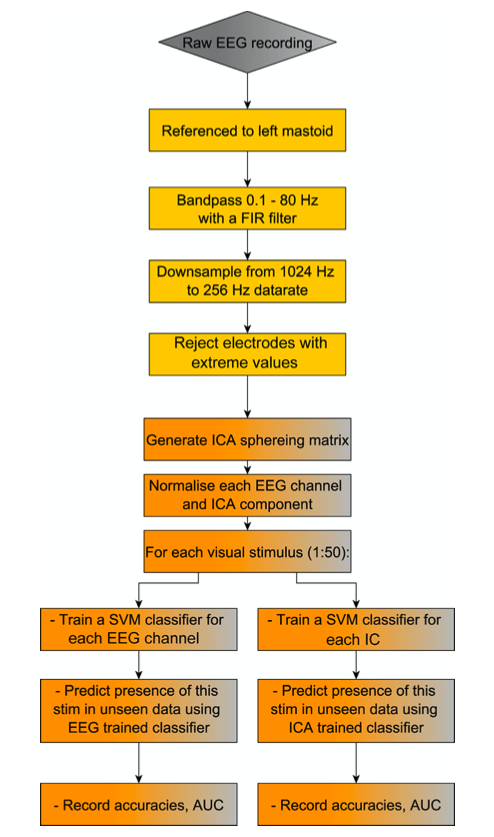 Raw EEG recording
Referenced to left mastoid
Bandpass 0.1 - 80 Hz
with a FIR filter
Downsample from 1024 Hz
to 256 Hz datarate
Reject electrodes with
extreme values
Generate ICA sphereing matrix
Normalise each EEG channel
and ICA component
For each visual stimulus (1:50):
- Train a SVM classifier for
each EEG channel
- Predict presence of this
stim in unseen data using
EEG trained classifier
- Record accuracies, AUC
- Train a SVM classifier for
each IC
- Predict presence of this
stim in unseen data using
ICA trained classifier
- Record accuracies, AUC